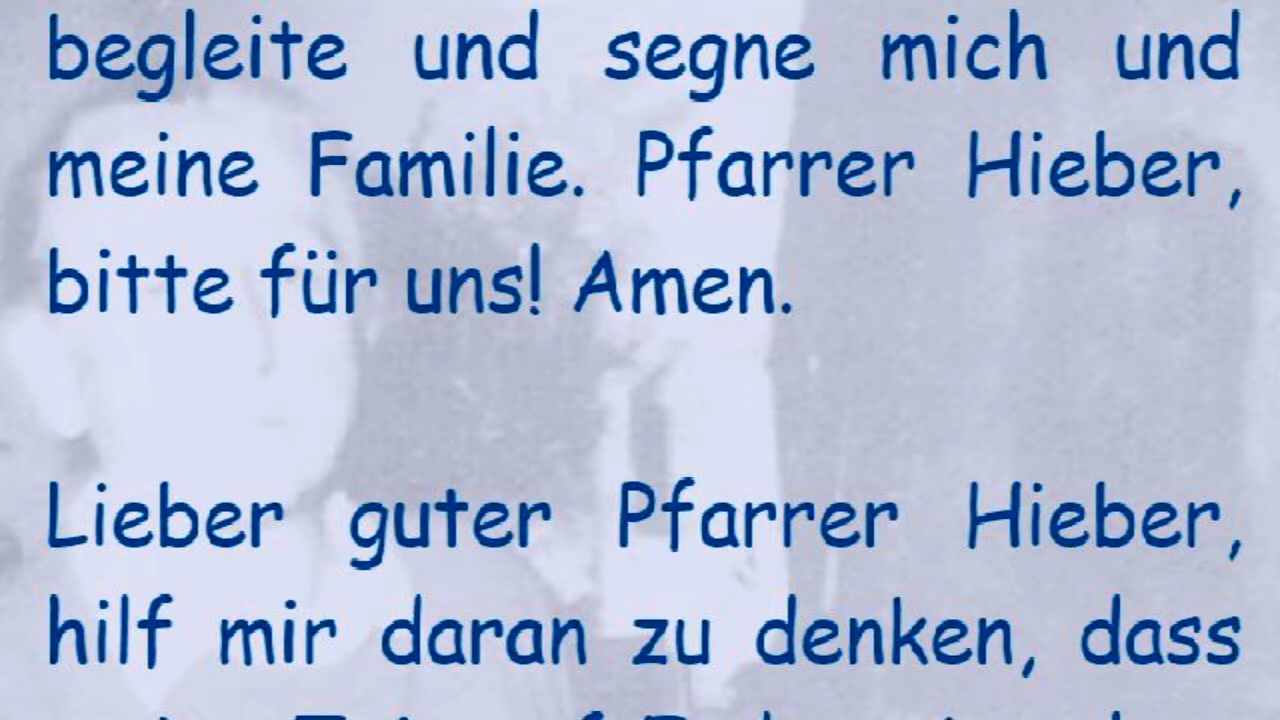 begleite und segne mich und
meine Familie. Pfarrer Hieber,
bitte für uns! Amen.
Lieber guter Pfarrer Hieber,
hilf mir daran zu denken, dass